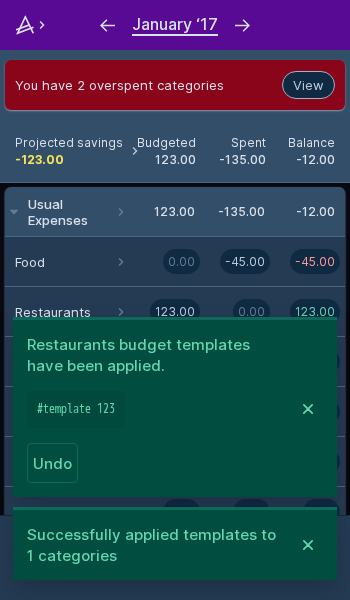 January ‘17
You have 2 overspent categories View
Projected savings Budgeted Spent Balance
-123.00 123.00 -135.00 -12.00
Usual
Expenses 123.00 -135.00 -12.00
Food 0.00 -45.00 -45.00
Restaurants 123.00 0.00 123.00
Restaurants budget templates
have been applied.
#template 123
Undo
Successfully applied templates to
1 categories